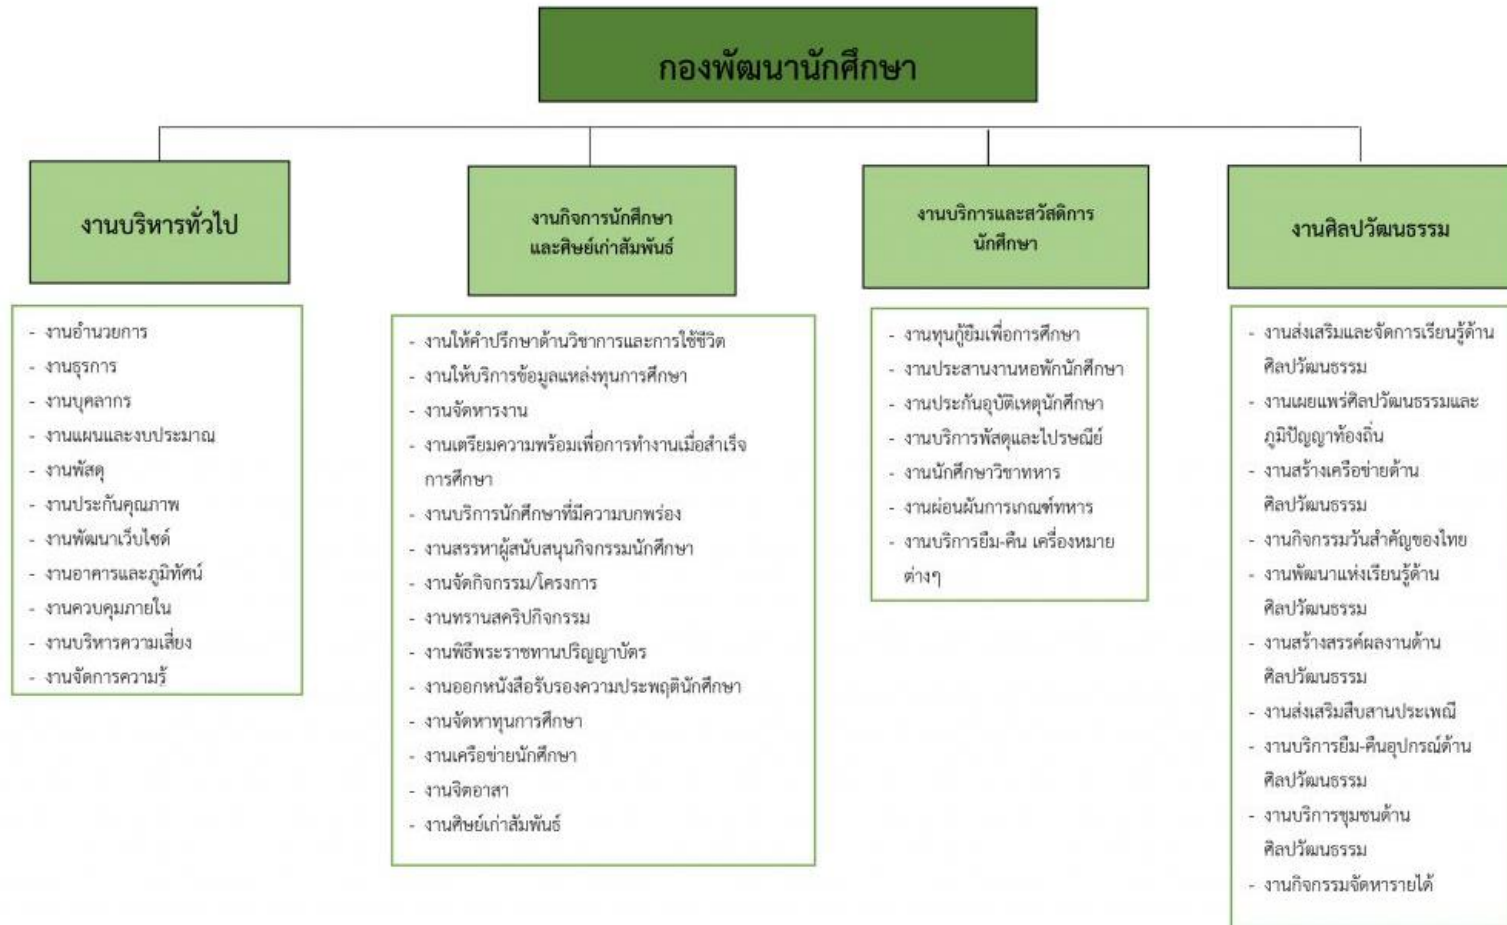 กองพัฒนานักศึกษา
งานบริหารทั่วไป
- งานอำนวยการ
- งานธุรการ
- งานบุคลากร
- งานแผนและงบประมาณ
- งานพัสดุ
- งานประกันคุณภาพ
- งานพัฒนาเว็บไซต์
- งานอาคารและภูมิทัศน์
- งานควบคุมภายใน
- งานบริหารความเสี่ยง
- งานจัดการความรู้
งานกิจการนักศึกษา
และศิษย์เก่าสัมพันธ์
- งานให้คำปรึกษาด้านวิชาการและการใช้ชีวิต
- งานให้บริการข้อมูลแหล่งทุนการศึกษา
- งานจัดหารงาน
- งานเตรียมความพร้อมเพื่อการทำงานเมื่อสำเร็จ
การศึกษา
- งานบริการนักศึกษาที่มีความบกพร่อง
- งานสรรหาผู้สนับสนุนกิจกรรมนักศึกษา
- งานจัดกิจกรรม/โครงการ
- งานทรานสคริปกิจกรรม
- งานพิธีพระราชทานปริญญาบัตร
- งานออกหนังสือรับรองความประพฤตินักศึกษา
- งานจัดหาทุนการศึกษา
- งานเครือข่ายนักศึกษา
- งานจิตอาสา
- งานศิษย์เก่าสัมพันธ์
งานบริการและสวัสดิการ
นักศึกษา
- งานทุนกู้ยืมเพื่อการศึกษา
- งานประสานงานหอพักนักศึกษา
- งานประกันอุบัติเหตุนักศึกษา
- งานบริการพัสดุและไปรษณีย์
- งานนักศึกษาวิชาทหาร
- งานผ่อนผันการเกณฑ์ทหาร
- งานบริการยืม-คืน เครื่องหมาย
ต่างๆ
งานศิลปวัฒนธรรม
- งานส่งเสริมและจัดการเรียนรู้ด้าน
ศิลปวัฒนธรรม
- งานเผยแพร่ศิลปวัฒนธรรมและ
ภูมิปัญญาท้องถิ่น
- งานสร้างเครือข่ายด้าน
ศิลปวัฒนธรรม
- งานกิจกรรมวันสำคัญของไทย
- งานพัฒนาแห่งเรียนรู้ด้าน
ศิลปวัฒนธรรม
- งานสร้างสรรค์ผลงานด้าน
ศิลปวัฒนธรรม
- งานส่งเสริมสืบสานประเพณี
- งานบริการยืม-คืนอุปกรณ์ด้าน
ศิลปวัฒนธรรม
- งานบริการชุมชนด้าน
ศิลปวัฒนธรรม
- งานกิจกรรมจัดหารายได้